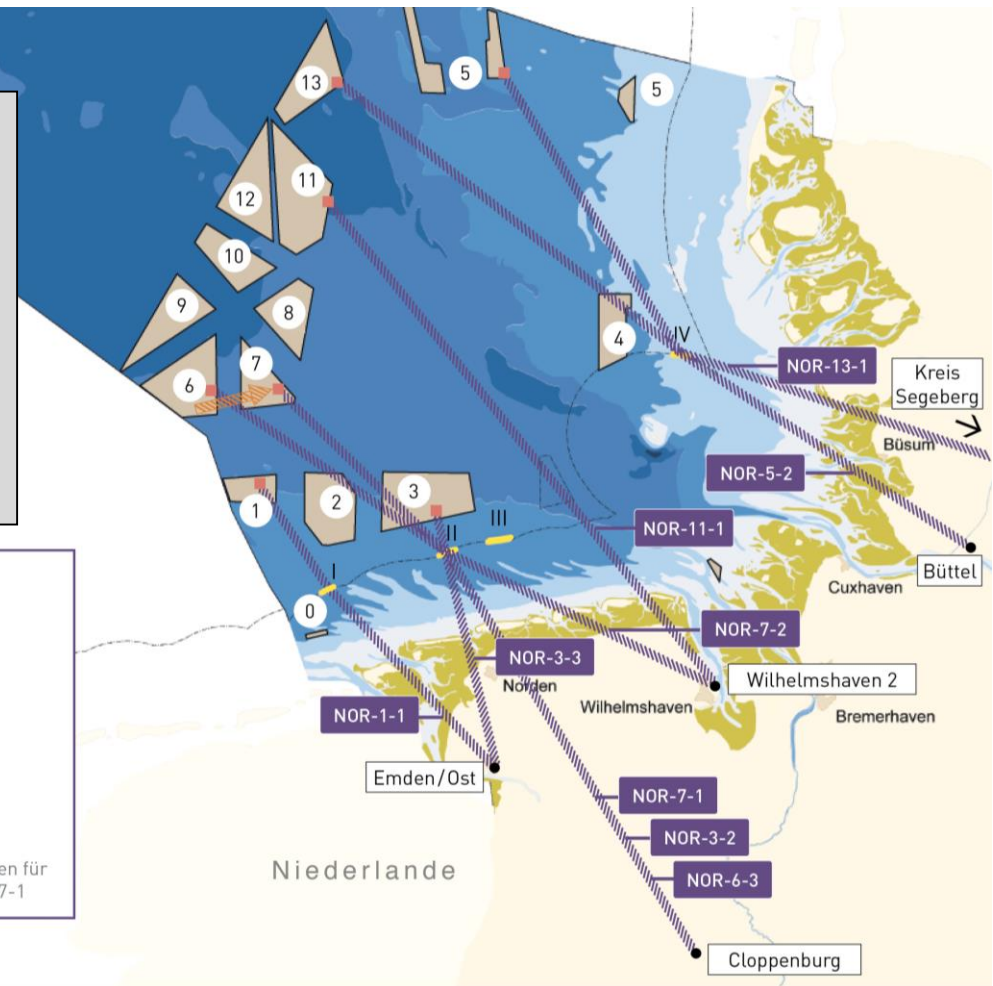 13
5
5
11
12
10
9
8
4
IV
NOR-13-1
Kreis
Segeberg
7
6
Büsum
NOR-5-2
3
2
1
III
II
NOR-11-1
Büttel
I
Cuxhaven
0
NOR-7-2
NOR-3-3
Norden
Wilhelmshaven 2
Wilhelmshaven
NOR-1-1
Bremerhaven
Emden/Ost
NOR-7-1
NOR-3-2
Niederlande
en für
7-1
NOR-6-3
Cloppenburg